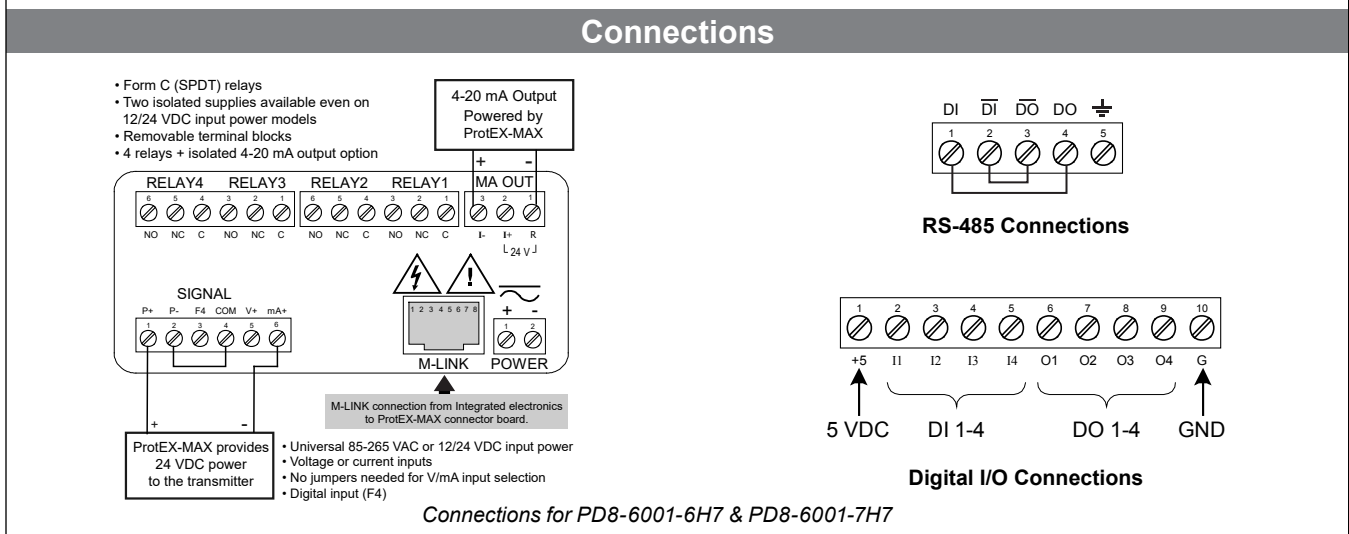 Connections
• Form C (SPDT) relays
• Two isolated supplies available even on
12/24 VDC input power models
• Removable terminal blocks
• 4 relays + isolated 4-20 mA output option
4-20 mA Output
Powered by
ProtEX-MAX
+ -
RELAY4 RELAY3 RELAY2 RELAY1 MA OUT
6 5 4 3 2 1 6 5 4 3 2 1 3 2 1
NO NC C NO NC C NO NC C NO NC C I- I+ R
24 V
SIGNAL
P+ P- F4 COM V+ mA+
1 2 3 4 5 6
1 2 3 4 5 6 7 8
M-LINK
+ -
1 2
POWER
M-LINK connection from Integrated electronics
to ProtEX-MAX connector board.
+ -
ProtEX-MAX provides
24 VDC power
to the transmitter
• Universal 85-265 VAC or 12/24 VDC input power
• Voltage or current inputs
• No jumpers needed for V/mA input selection
• Digital input (F4)
DI D̅I̅ D̅O̅ DO
1 2 3 4 5
RS-485 Connections
1 2 3 4 5 6 7 8 9 10
+5 I1 I2 I3 I4 O1 O2 O3 O4 G
5 VDC DI 1-4 DO 1-4 GND
Digital I/O Connections
Connections for PD8-6001-6H7 & PD8-6001-7H7